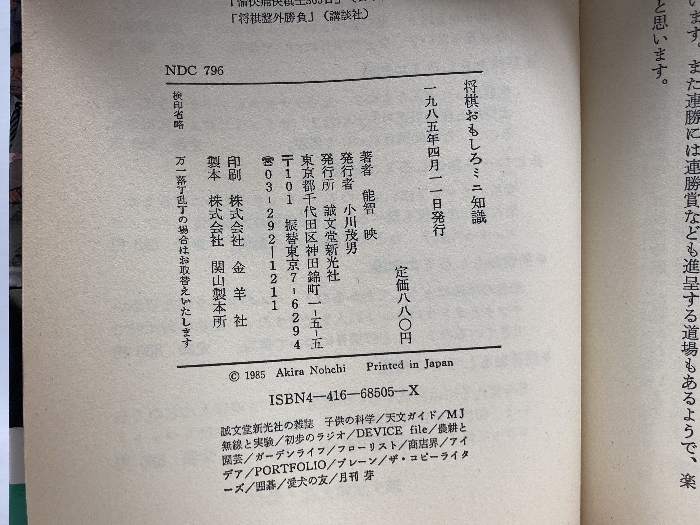 『将棋盤外勝負』(講談社)
NDC 796
将棋おもしろミニ知識
一九八五年四月一一日発行
定価八八〇円
著者 能智 映
発行者 小川茂男
発行所 誠文堂新光社
東京都千代田区神田錦町一-五-五
〒101 振替東京7-6294
☎03-292-1211
印刷 株式会社 金羊社
製本 株式会社 関山製本所
検印省略 万一落丁乱丁の場合はお取替えいたします
© 1985 Akira Nohchi Printed in Japan
ISBN4-416-68505-X
誠文堂新光社の雑誌 子供の科学/天文ガイド/MJ
無線と実験/初歩のラジオ/DEVICE file/農耕と
園芸/ガーデンライフ/フローリスト/商店界/アイ
デア/PORTFOLIO/ブレーン/ザ・コピーライタ
ーズ/囲碁/愛犬の友/月刊 芽
います。また連勝には連勝賞なども進呈する道場もあるようで、楽
と思います。